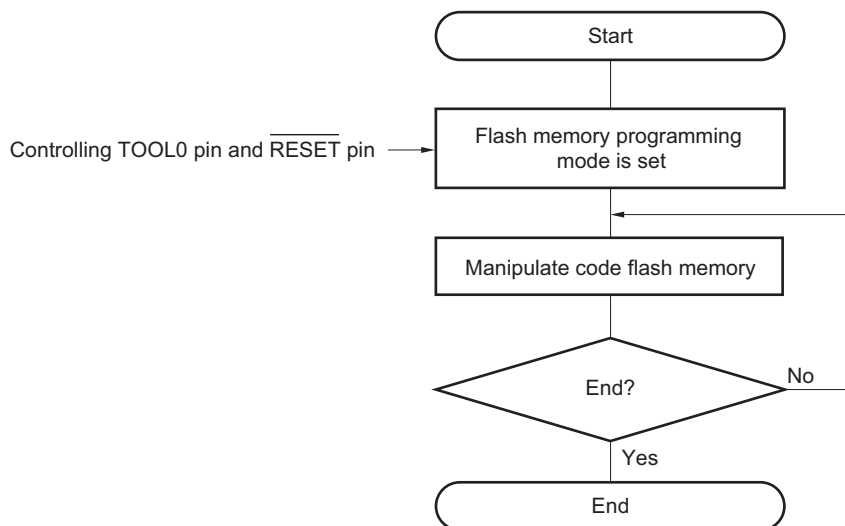 Start
Controlling TOOL0 pin and RESET pin
Flash memory programming
mode is set
Manipulate code flash memory
End?
No
Yes
End